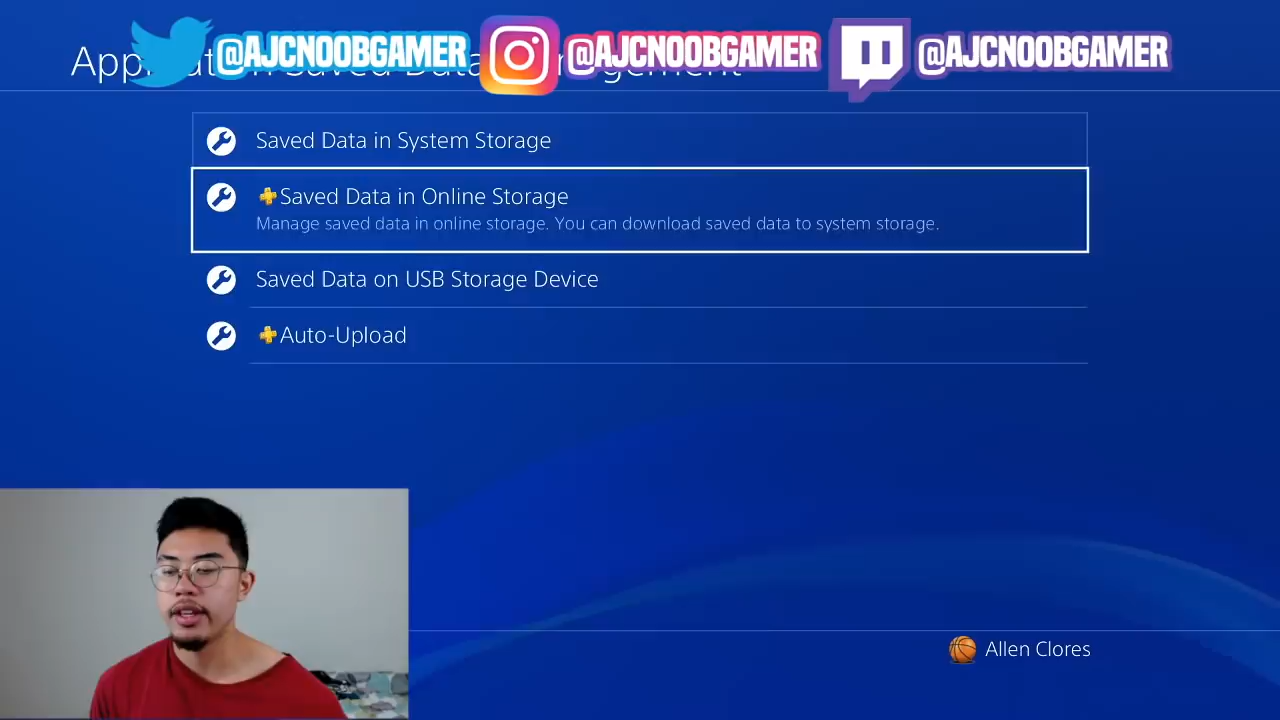 @AJCNOOBGAMER @AJCNOOBGAMER @AJCNOOBGAMER
Saved Data in System Storage
Saved Data in Online Storage
Manage saved data in online storage. You can download saved data to system storage.
Saved Data on USB Storage Device
Auto-Upload
Allen Clores